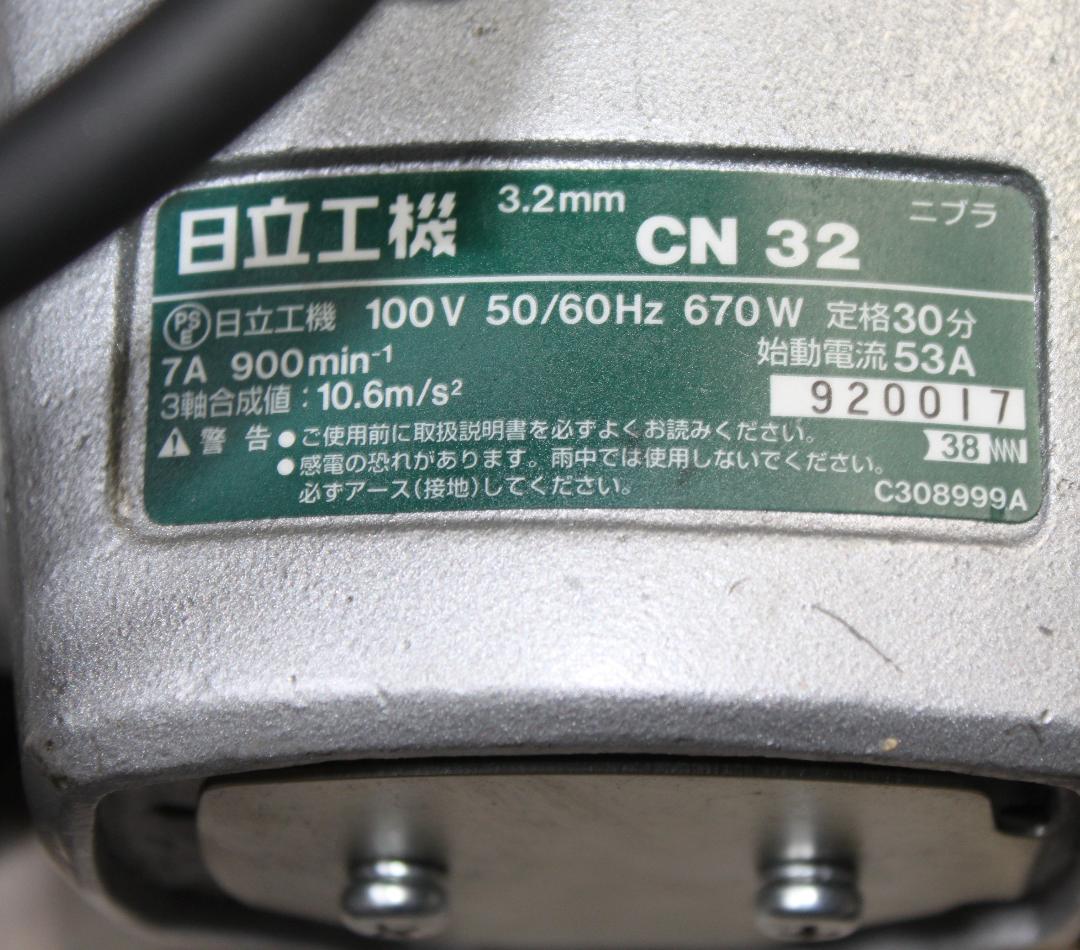 日立工機 3.2mm CN 32 ニブラ
PSE 日立工機 100V 50/60Hz 670W 定格30分
7A 900min⁻¹ 始動電流53A
3軸合成値:10.6m/s² 920017
⚠ 警告 ●ご使用前に取扱説明書を必ずよくお読みください。 38
●感電の恐れがあります。雨中では使用しないでください。
必ずアース(接地)してください。 C308999A